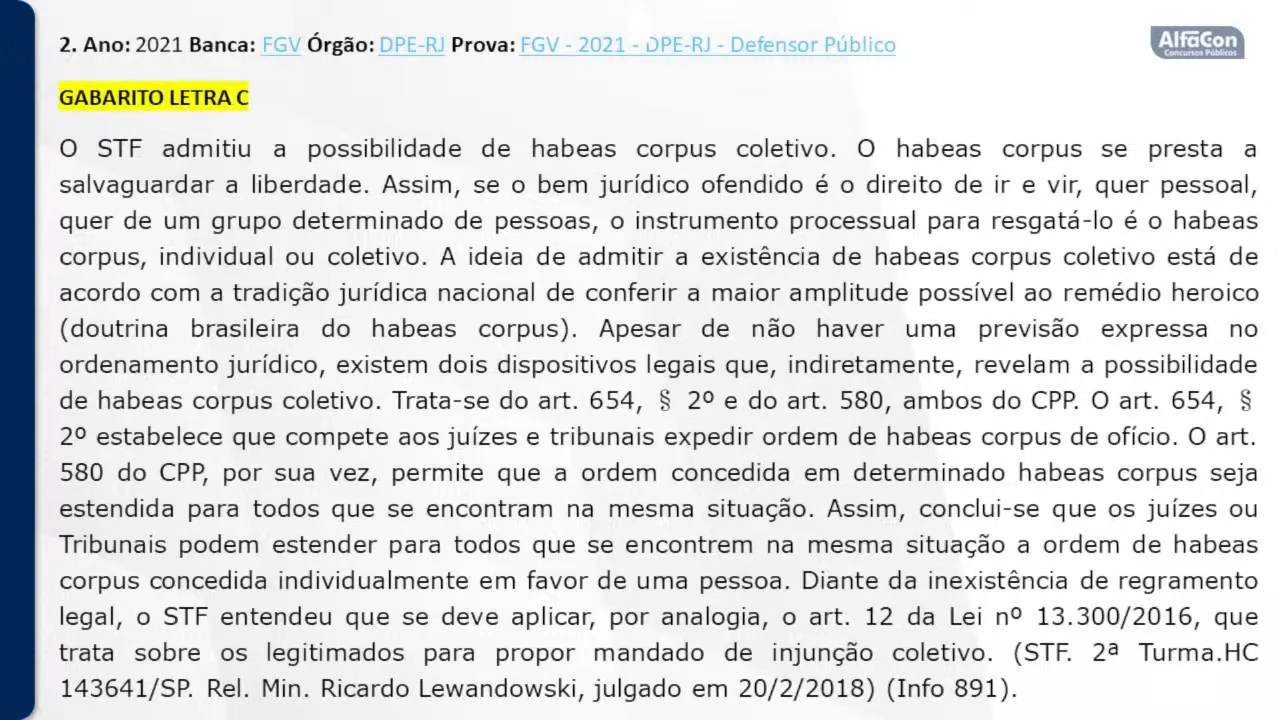 2. Ano: 2021 Banca: FGV Órgão: DPE-RJ Prova: FGV - 2021 - DPE-RJ - Defensor Público
AlfaCon
Concursos Públicos
GABARITO LETRA C
O STF admitiu a possibilidade de habeas corpus coletivo. O habeas corpus se presta a
salvaguardar a liberdade. Assim, se o bem jurídico ofendido é o direito de ir e vir, quer pessoal,
quer de um grupo determinado de pessoas, o instrumento processual para resgatá-lo é o habeas
corpus, individual ou coletivo. A ideia de admitir a existência de habeas corpus coletivo está de
acordo com a tradição jurídica nacional de conferir a maior amplitude possível ao remédio heroico
(doutrina brasileira do habeas corpus). Apesar de não haver uma previsão expressa no
ordenamento jurídico, existem dois dispositivos legais que, indiretamente, revelam a possibilidade
de habeas corpus coletivo. Trata-se do art. 654, § 2º e do art. 580, ambos do CPP. O art. 654, §
2º estabelece que compete aos juízes e tribunais expedir ordem de habeas corpus de ofício. O art.
580 do CPP, por sua vez, permite que a ordem concedida em determinado habeas corpus seja
estendida para todos que se encontram na mesma situação. Assim, conclui-se que os juízes ou
Tribunais podem estender para todos que se encontrem na mesma situação a ordem de habeas
corpus concedida individualmente em favor de uma pessoa. Diante da inexistência de regramento
legal, o STF entendeu que se deve aplicar, por analogia, o art. 12 da Lei nº 13.300/2016, que
trata sobre os legitimados para propor mandado de injunção coletivo. (STF. 2ª Turma.HC
143641/SP. Rel. Min. Ricardo Lewandowski, julgado em 20/2/2018) (Info 891).